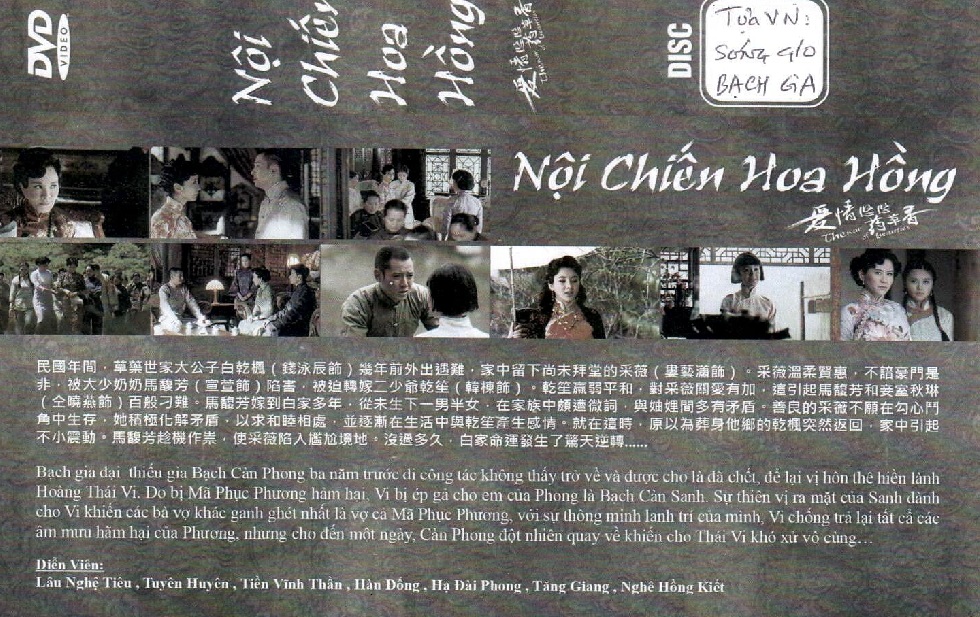 DVD
VIDEO
Nội
Chiến
Hoa
Hồng
DISC
TựA VN:
SÓNG GIÓ
BẠCH GIA
Nội Chiến Hoa Hồng
民國年間，草藥世家大公子白乾楓（錢泳辰飾）幾年前外出遇難，家中留下尚未拜堂的采薇（婁藝瀟飾）。采薇溫柔賢惠，不諳豪門是
非，被大少奶奶馬馥芳（宣萱飾）陷害，被迫轉嫁二少爺乾笙（韓棟飾）。乾笙羸弱平和，對采薇關愛有加，這引起馬馥芳和妾室秋琳
（仝曉燕飾）百般刁難。馬馥芳嫁到白家多年，從未生下一男半女，在家族中頗遭微詞，與妯娌間多有矛盾。善良的采薇不願在勾心鬥
角中生存，她積極化解矛盾，以求和睦相處，並逐漸在生活中與乾笙產生感情。就在這時，原以為葬身他鄉的乾楓突然返回，家中引起
不小震動。馬馥芳趁機作祟，使采薇陷入尷尬境地。沒過多久，白家命運發生了驚天逆轉......
Bạch gia đại thiếu gia Bạch Càn Phong ba năm trước đi công tác không thấy trở về và được cho là đã chết, để lại vị hôn thê hiền lành
Hoàng Thái Vi. Do bị Mã Phục Phương hãm hại, Vi bị ép gả cho em của Phong là Bạch Càn Sanh. Sự thiên vị ra mặt của Sanh dành
cho Vi khiến các bà vợ khác ganh ghét nhất là vợ cả Mã Phục Phương, với sự thông minh lanh trí của mình, Vi chống trả lại tất cả các
âm mưu hãm hại của Phương, nhưng cho đến một ngày, Càn Phong đột nhiên quay về khiến cho Thái Vi khó xử vô cùng…
Diễn Viên:
Lâu Nghệ Tiêu , Tuyên Huyên , Tiền Vĩnh Thần , Hàn Đống , Hạ Đài Phong , Tăng Giang , Nghê Hồng Kiết